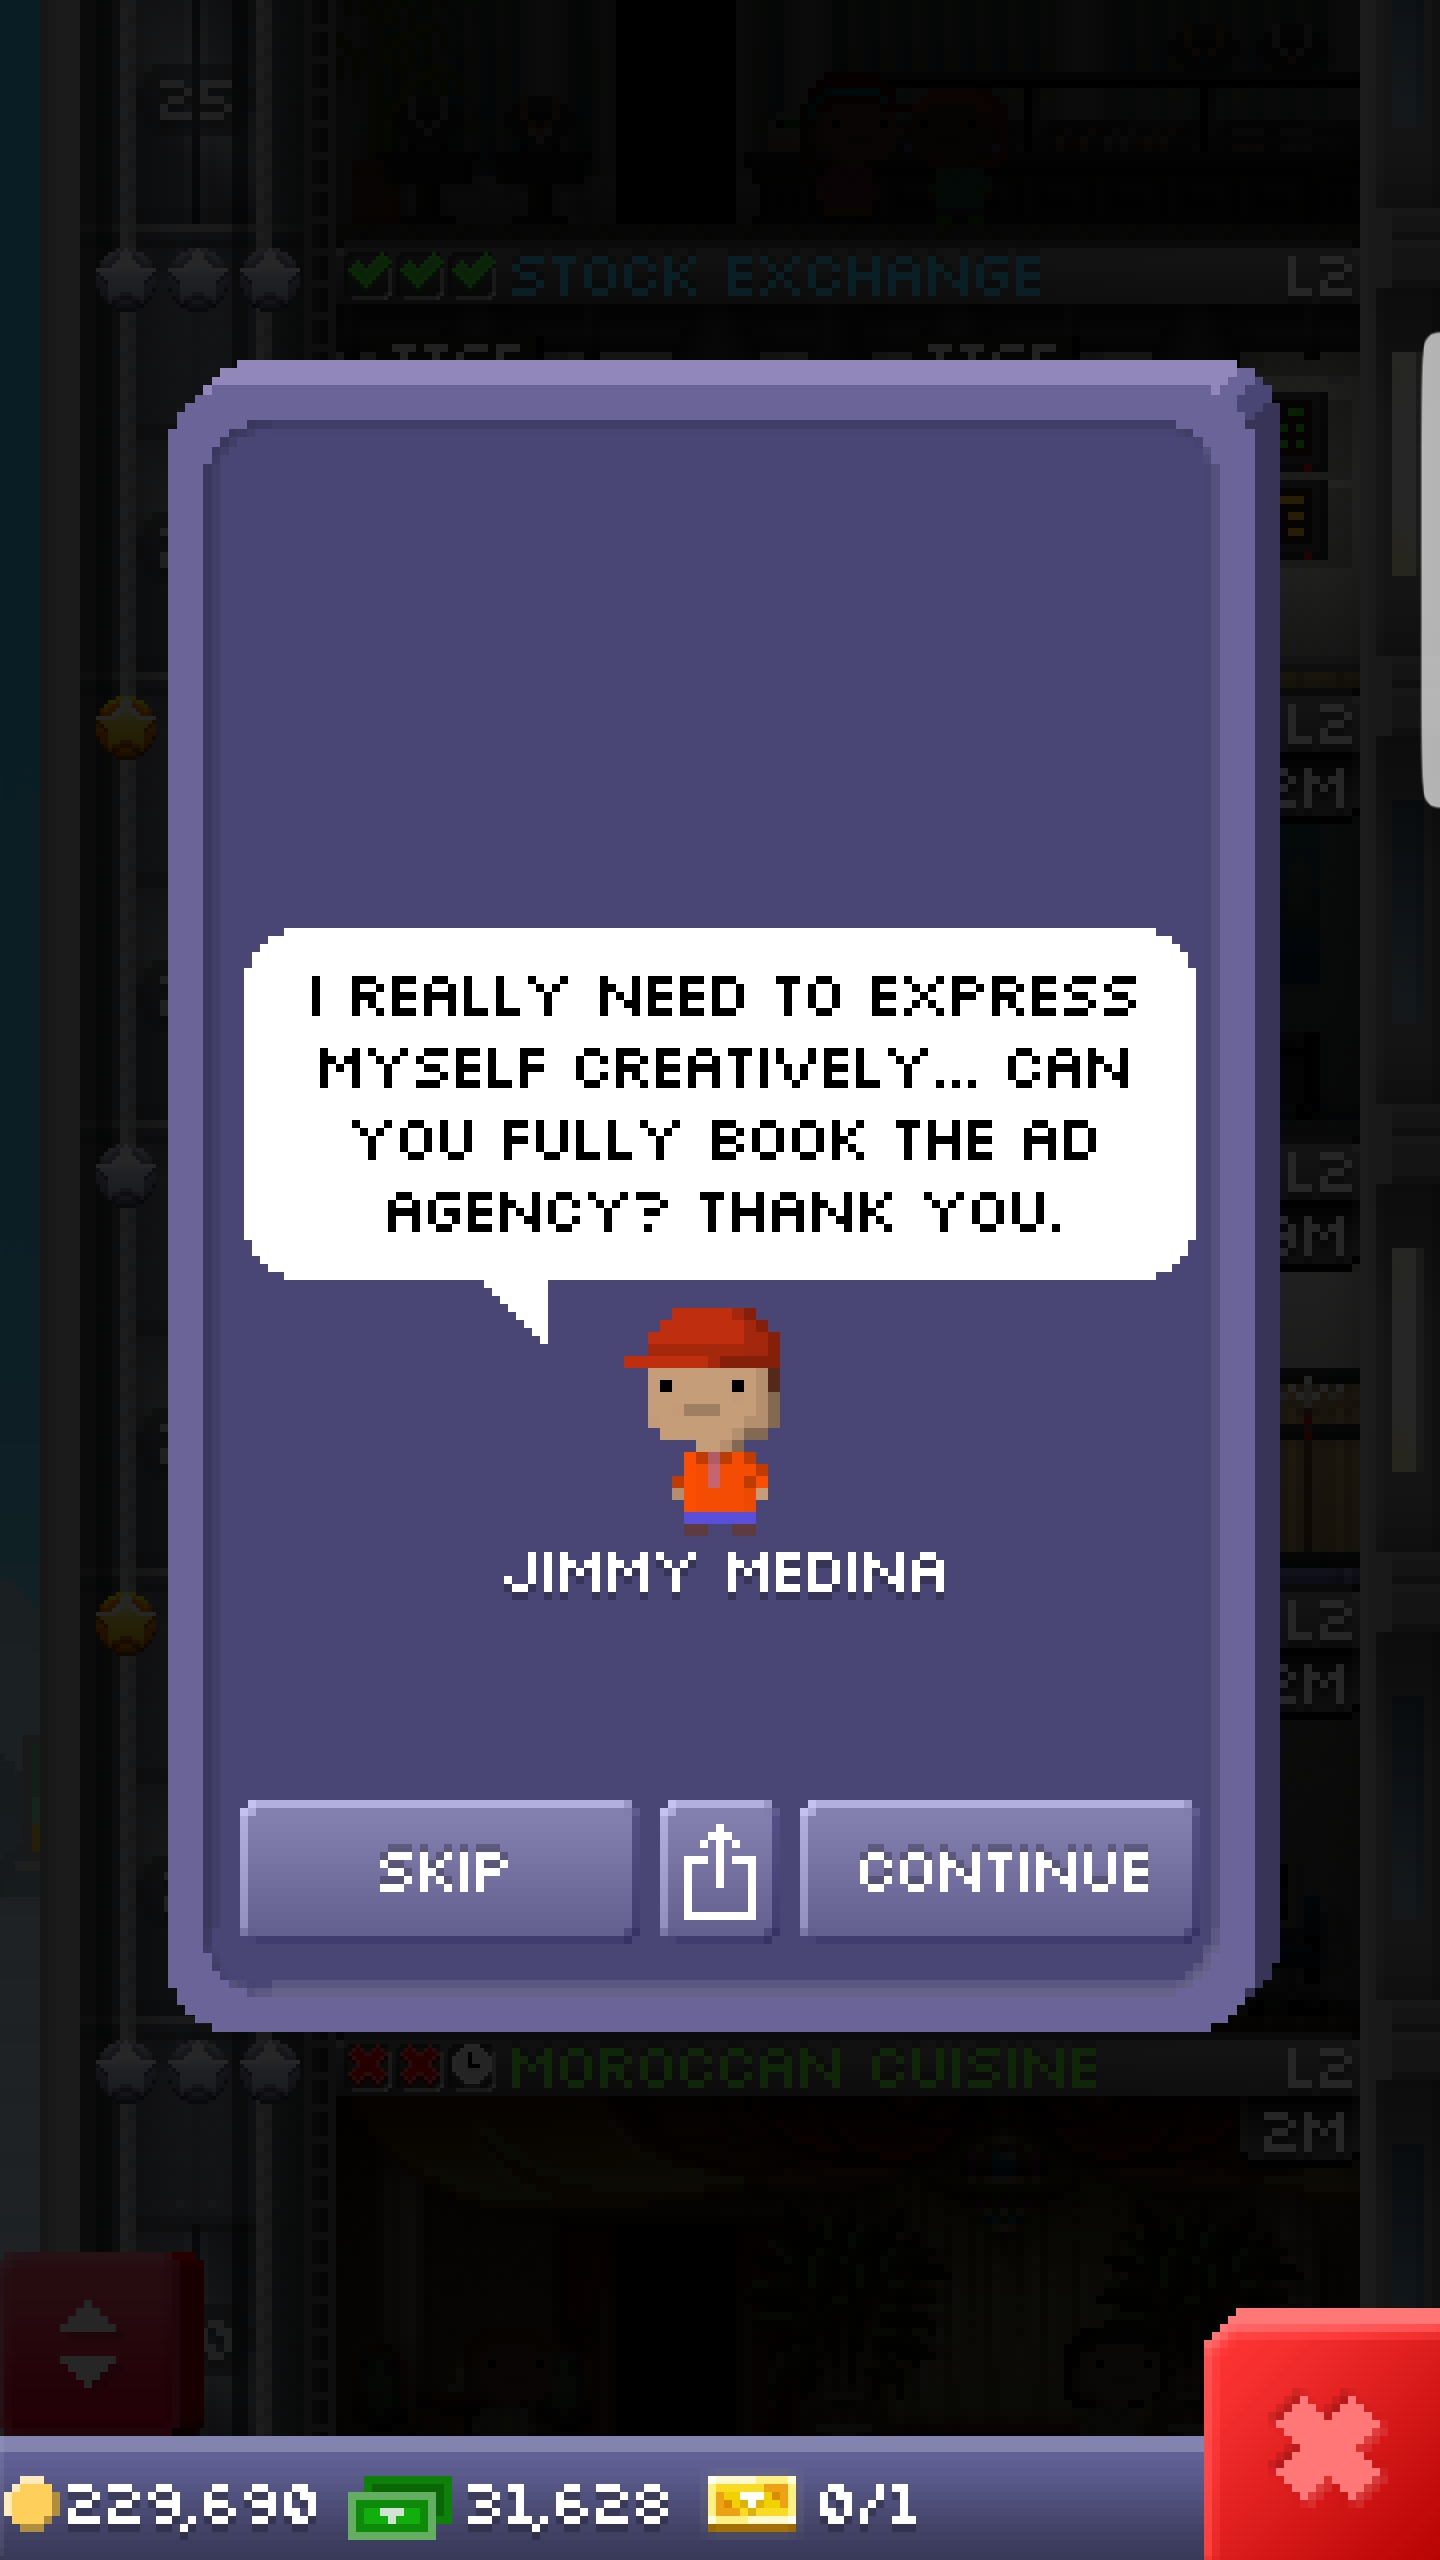 25
STOCK EXCHANGE L2
L2
2M
I REALLY NEED TO EXPRESS
MYSELF CREATIVELY... CAN
YOU FULLY BOOK THE AD
AGENCY? THANK YOU.
L2
JIMMY MEDINA
L2
2M
SKIP CONTINUE
MOROCCAN CUISINE L2
2M
229,690 31,628 0/1